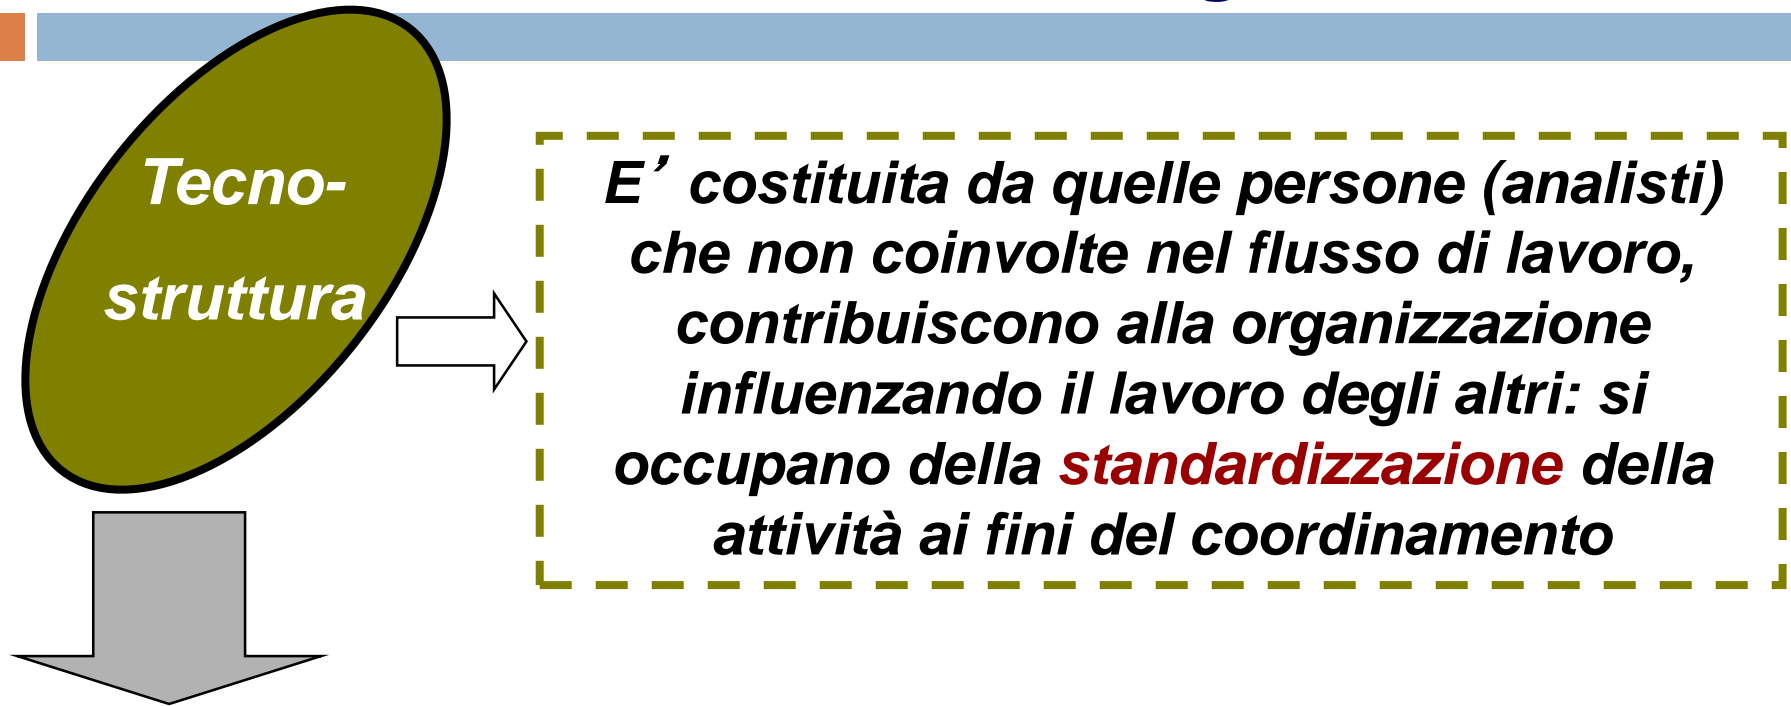 Tecno-
struttura
E’ costituita da quelle persone (analisti)
che non coinvolte nel flusso di lavoro,
contribuiscono alla organizzazione
influenzando il lavoro degli altri: si
occupano della standardizzazione della
attività ai fini del coordinamento